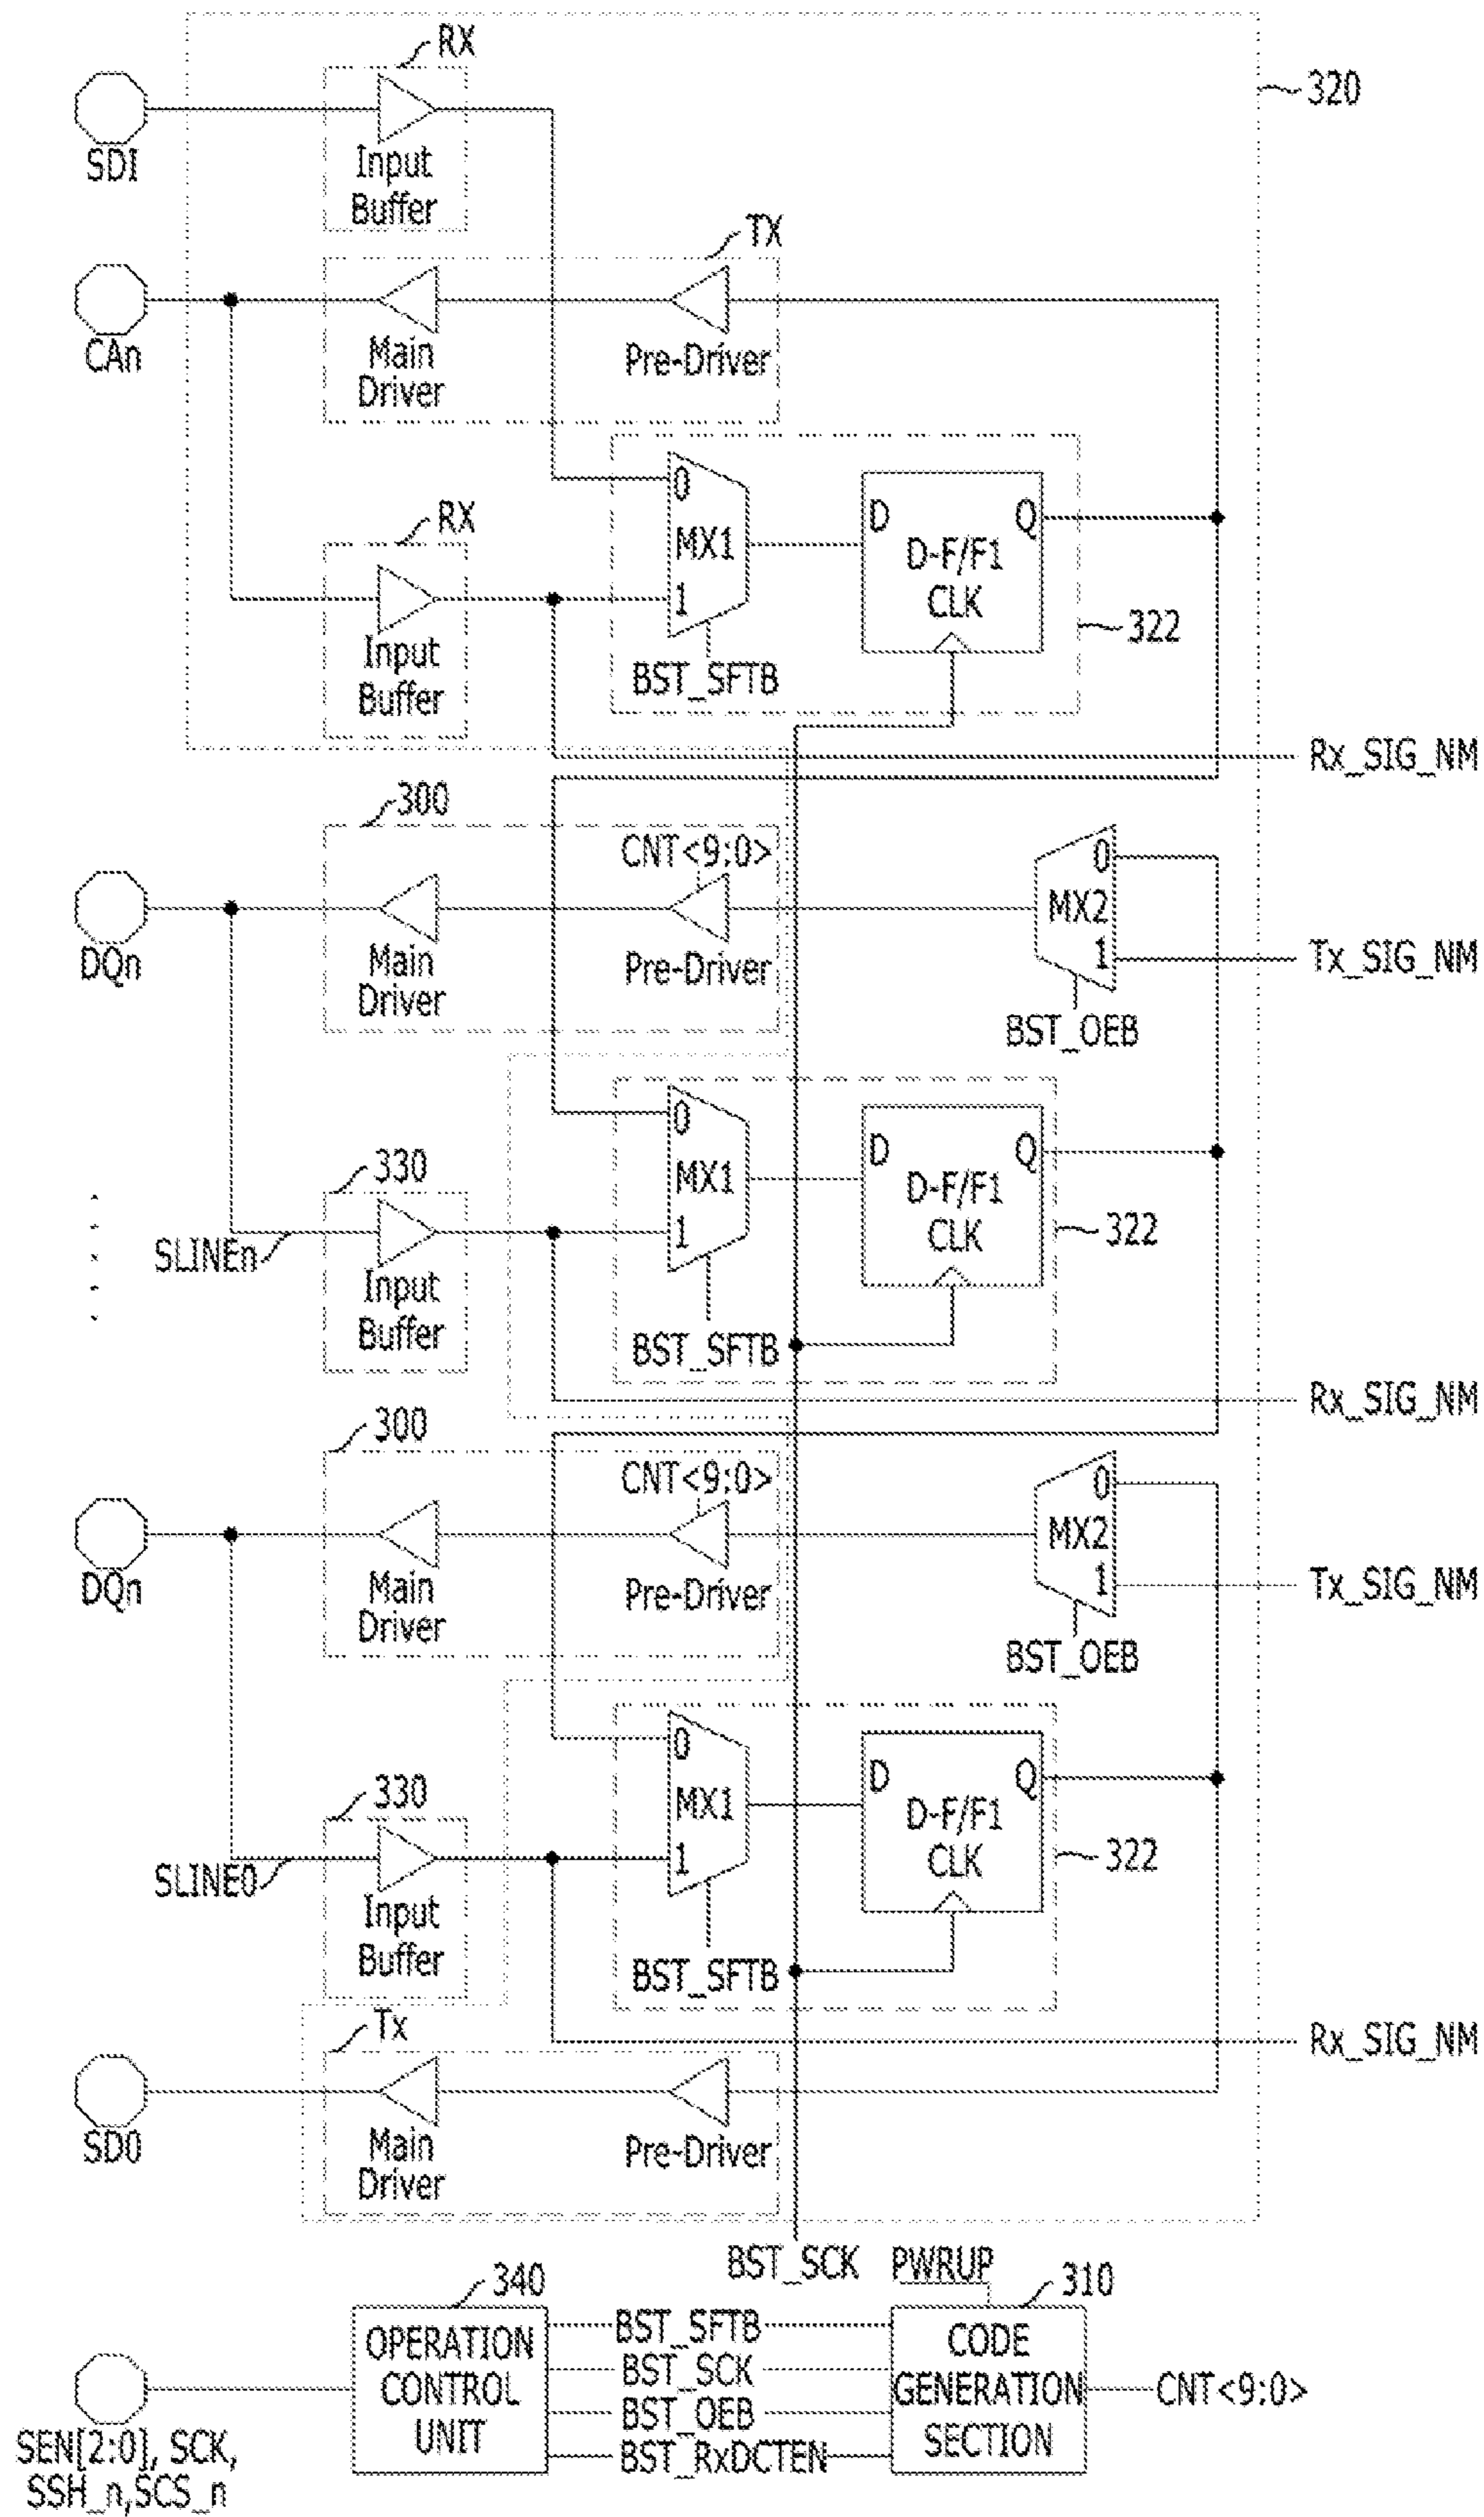 RX
320
SDI
Input
Buffer
TX
CAn
Main
Driver
Pre-Driver
RX
0
MX1
1
D
Q
D-F/F1
CLK
322
Input
Buffer
BST_SFTB
Rx_SIG_NM
300
CNT<9:0>
0
MX2
1
DQn
Main
Driver
Pre-Driver
Tx_SIG_NM
BST_OEB
0
MX1
1
D
Q
D-F/F1
CLK
322
330
SLINEn
Input
Buffer
BST_SFTB
Rx_SIG_NM
300
CNT<9:0>
0
MX2
1
DQn
Main
Driver
Pre-Driver
Tx_SIG_NM
BST_OEB
0
MX1
1
D
Q
D-F/F1
CLK
322
330
SLINE0
Input
Buffer
BST_SFTB
Tx
Rx_SIG_NM
SD0
Main
Driver
Pre-Driver
BST_SCK
PWRUP
340
310
OPERATION
CONTROL
UNIT
BST_SFTB
BST_SCK
BST_OEB
BST_RxDCTEN
CODE
GENERATION
SECTION
CNT<9:0>
SEN[2:0], SCK,
SSH_n,SCS_n